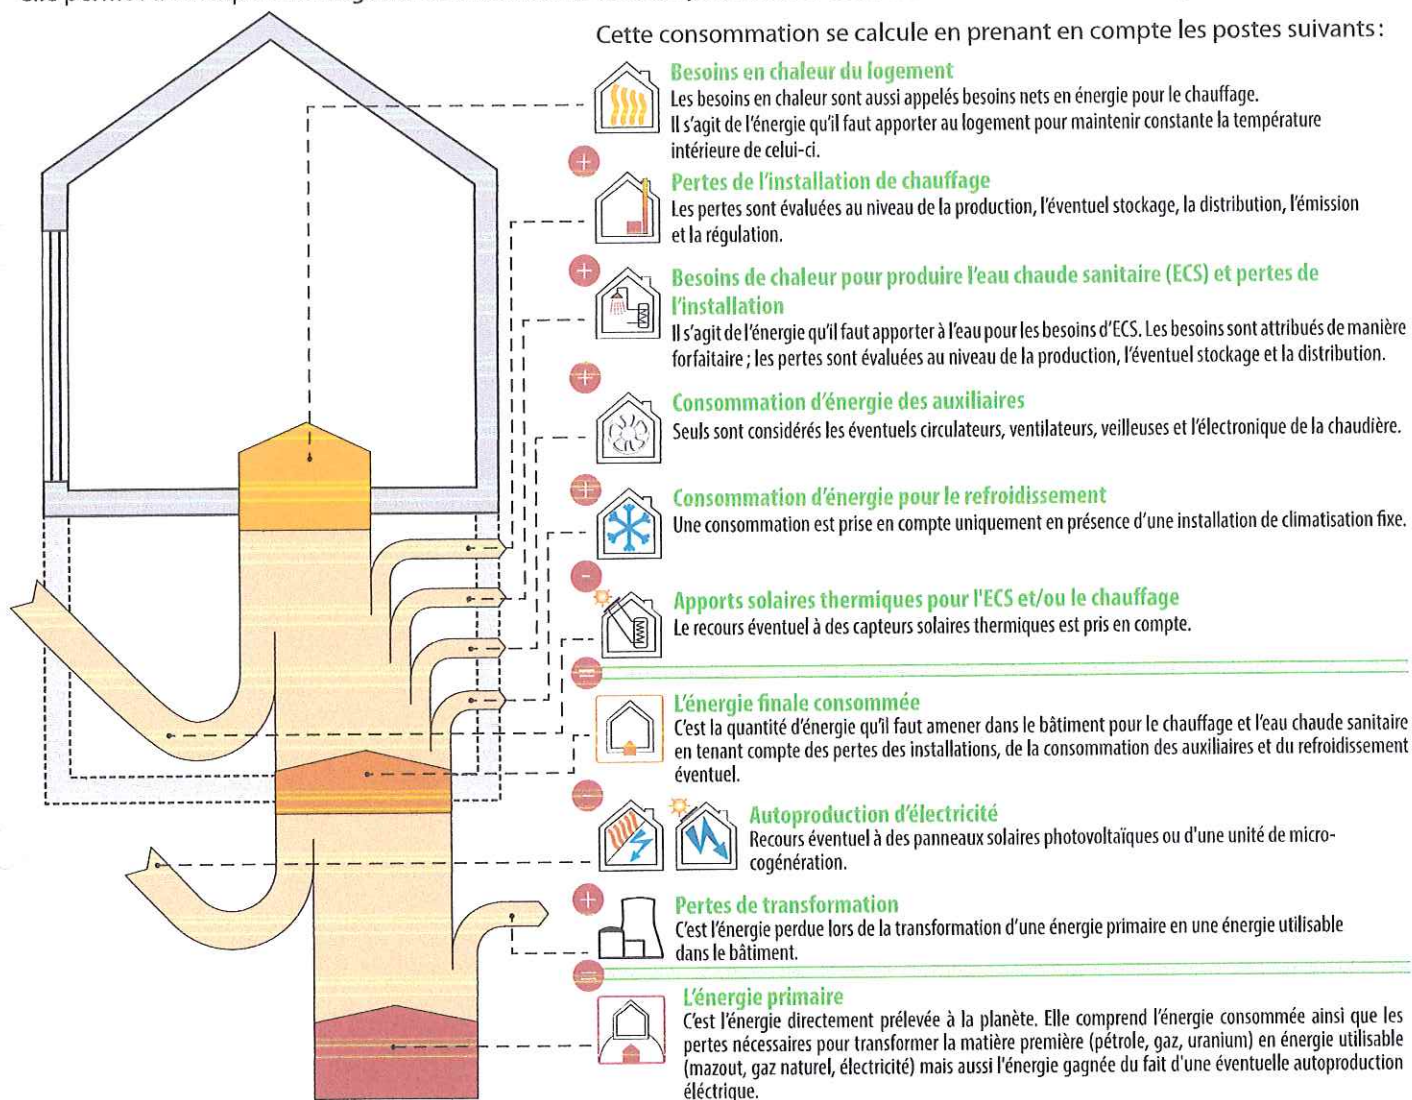 Cette consommation se calcule en prenant en compte les postes suivants :
Besoins en chaleur du logement
Les besoins en chaleur sont aussi appelés besoins nets en énergie pour le chauffage.
Il s'agit de l'énergie qu'il faut apporter au logement pour maintenir constante la température
intérieure de celui-ci.
+
Pertes de l'installation de chauffage
Les pertes sont évaluées au niveau de la production, l'éventuel stockage, la distribution, l'émission
et la régulation.
+
Besoins de chaleur pour produire l'eau chaude sanitaire (ECS) et pertes de
l'installation
Il s'agit de l'énergie qu'il faut apporter à l'eau pour les besoins d'ECS. Les besoins sont attribués de manière
forfaitaire ; les pertes sont évaluées au niveau de la production, l'éventuel stockage et la distribution.
+
Consommation d'énergie des auxiliaires
Seuls sont considérés les éventuels circulateurs, ventilateurs, veilleuses et l'électronique de la chaudière.
+
Consommation d'énergie pour le refroidissement
Une consommation est prise en compte uniquement en présence d'une installation de climatisation fixe.
-
Apports solaires thermiques pour l'ECS et/ou le chauffage
Le recours éventuel à des capteurs solaires thermiques est pris en compte.
=
L'énergie finale consommée
C'est la quantité d'énergie qu'il faut amener dans le bâtiment pour le chauffage et l'eau chaude sanitaire
en tenant compte des pertes des installations, de la consommation des auxiliaires et du refroidissement
éventuel.
-
Autoproduction d'électricité
Recours éventuel à des panneaux solaires photovoltaïques ou d'une unité de micro-
cogénération.
+
Pertes de transformation
C'est l'énergie perdue lors de la transformation d'une énergie primaire en une énergie utilisable
dans le bâtiment.
=
L'énergie primaire
C'est l'énergie directement prélevée à la planète. Elle comprend l'énergie consommée ainsi que les
pertes nécessaires pour transformer la matière première (pétrole, gaz, uranium) en énergie utilisable
(mazout, gaz naturel, électricité) mais aussi l'énergie gagnée du fait d'une éventuelle autoproduction
éléctrique.